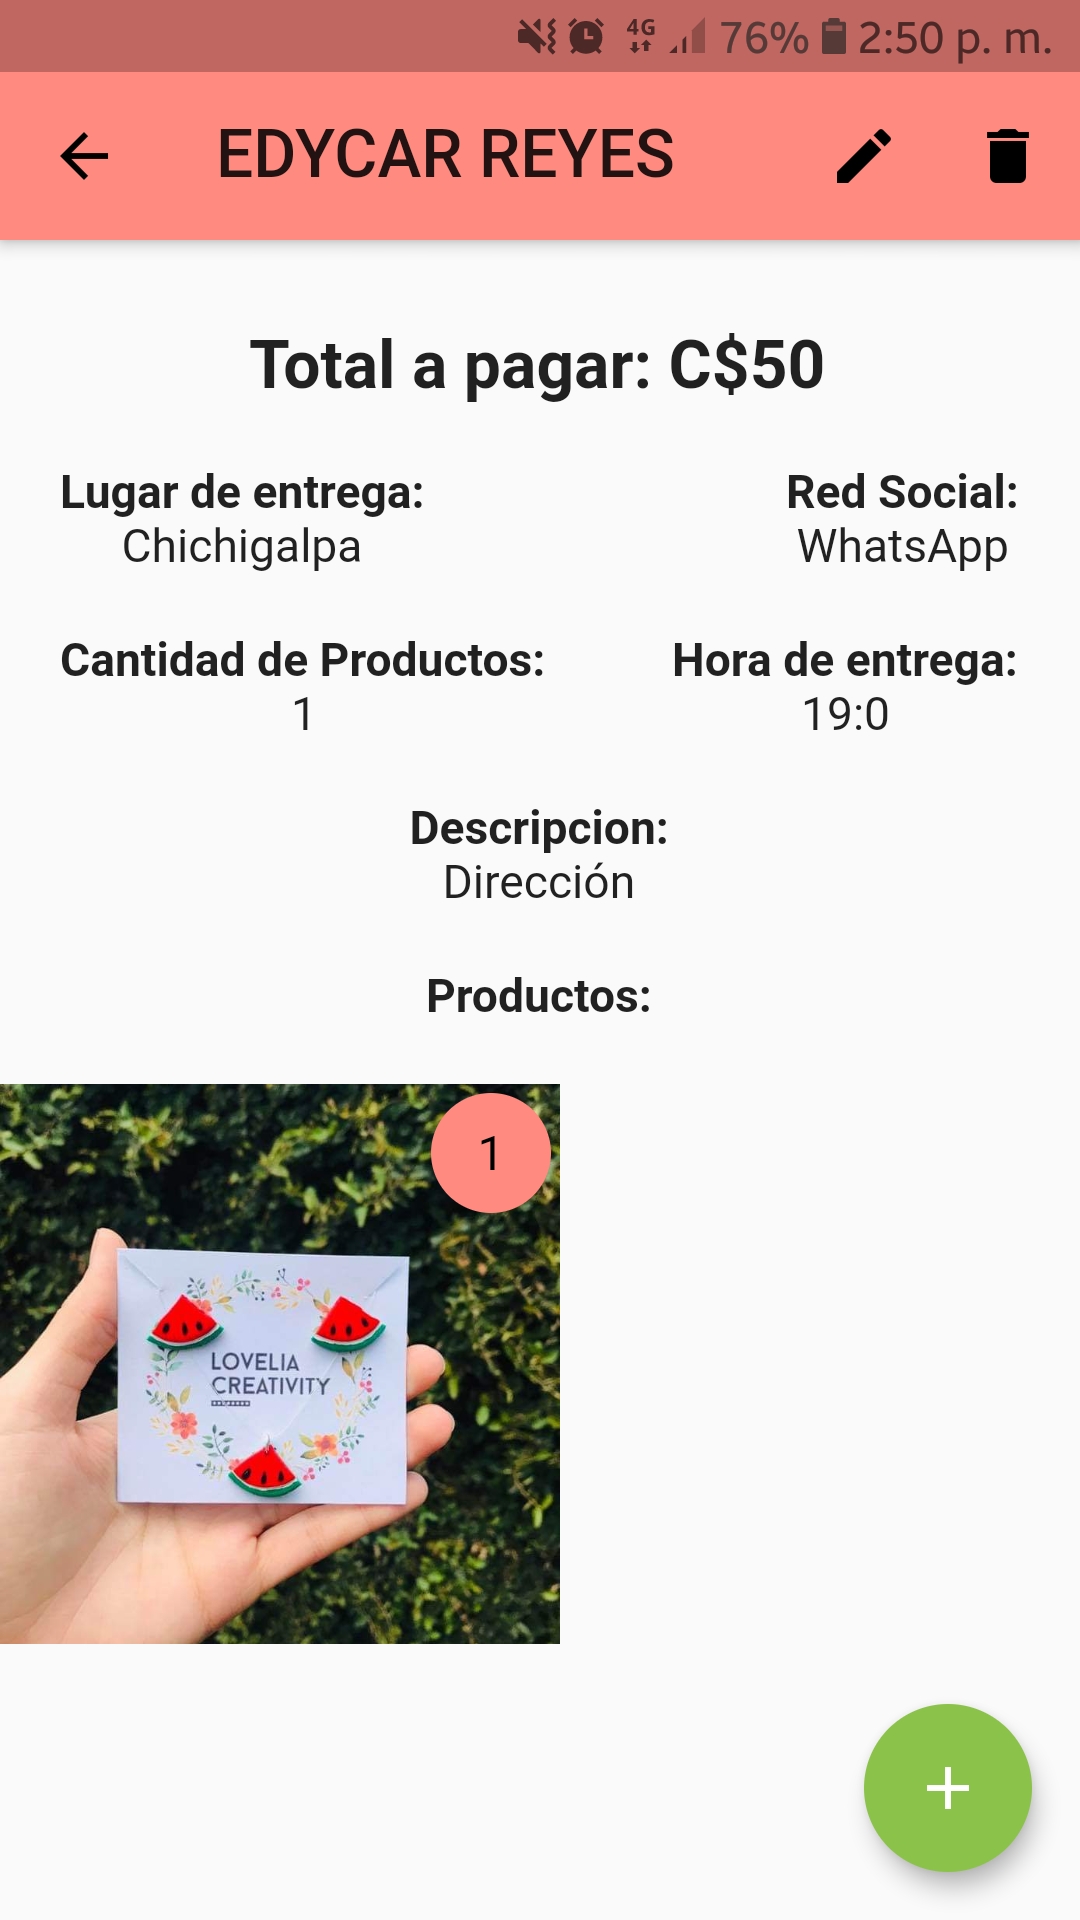 4G 76% 2:50 p. m.
EDYCAR REYES
Total a pagar: C$50
Lugar de entrega:
Chichigalpa
Red Social:
WhatsApp
Cantidad de Productos:
1
Hora de entrega:
19:0
Descripcion:
Dirección
Productos:
1
LOVELIA
CREATIVITY